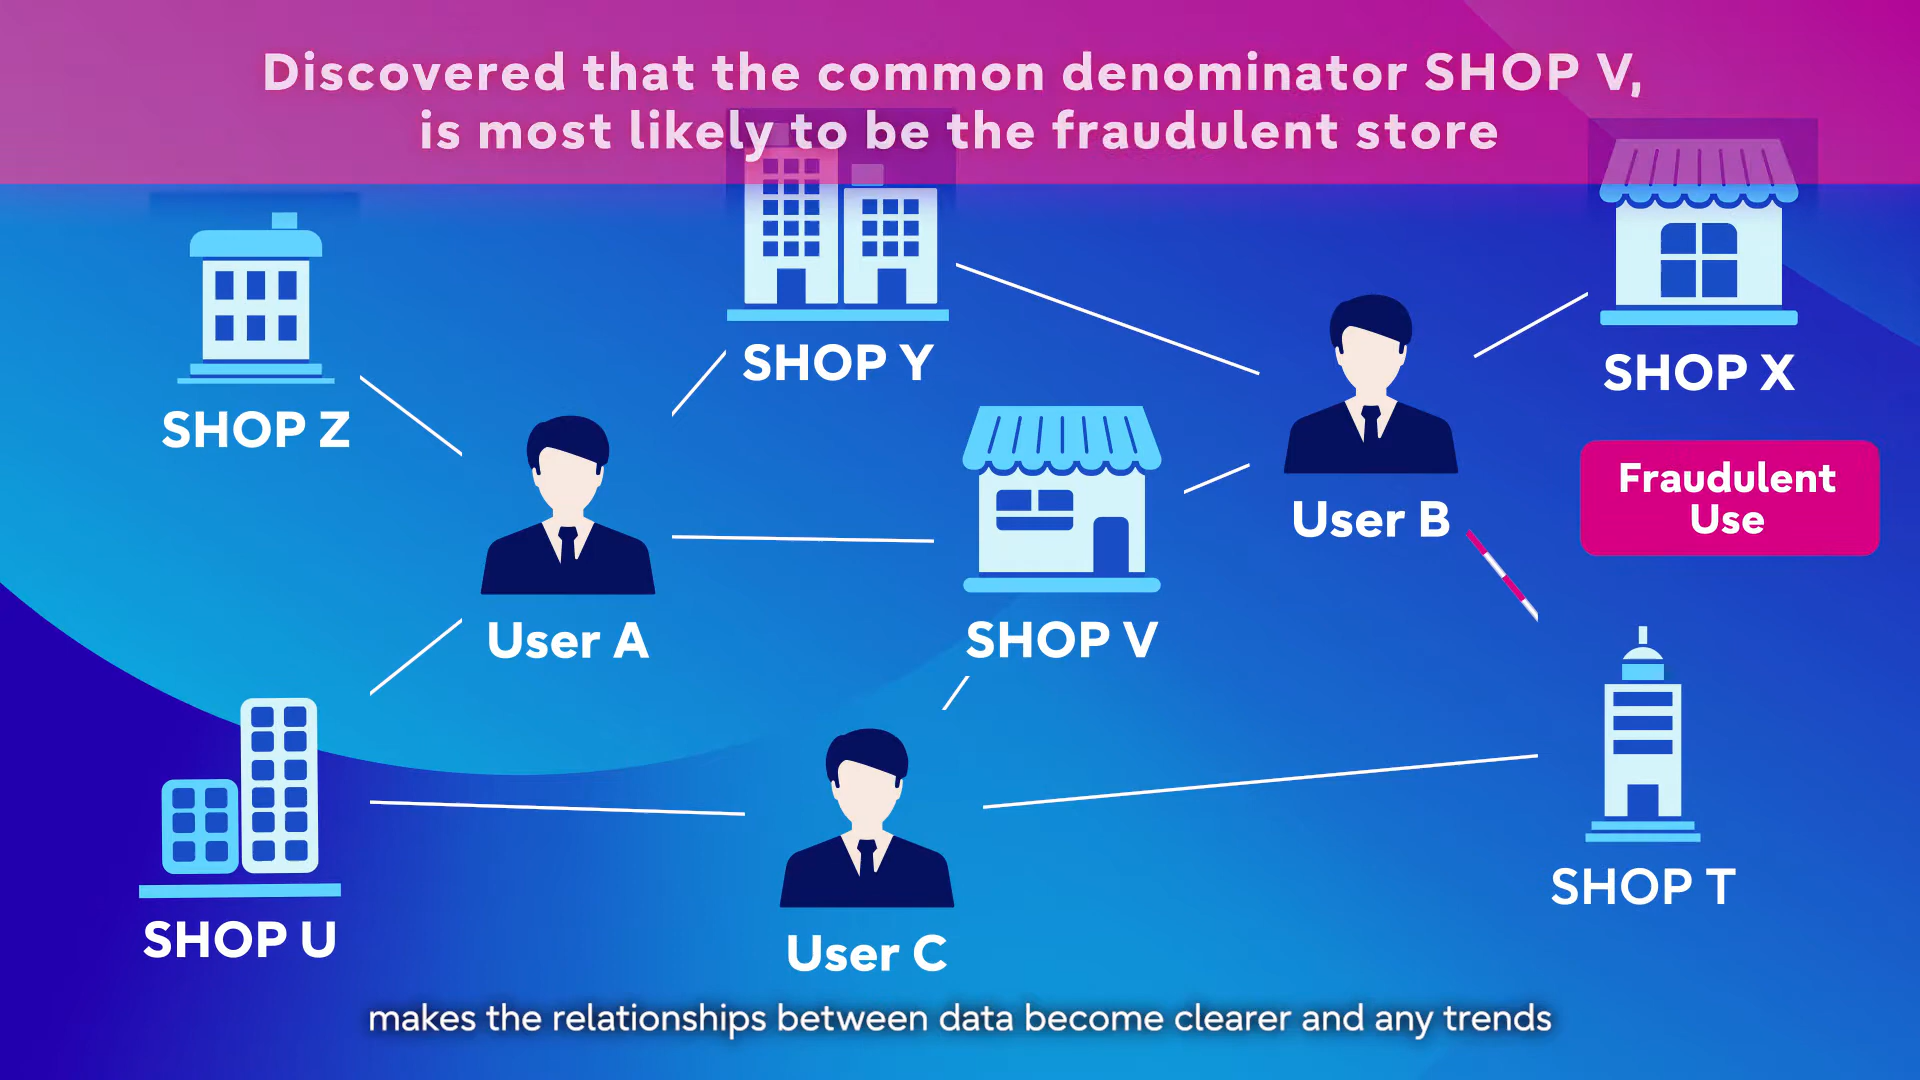 Discovered that the common denominator SHOP V,
is most likely to be the fraudulent store
SHOP Z
SHOP Y
SHOP X
User A
SHOP V
User B
Fraudulent
Use
SHOP U
User C
SHOP T
makes the relationships between data become clearer and any trends